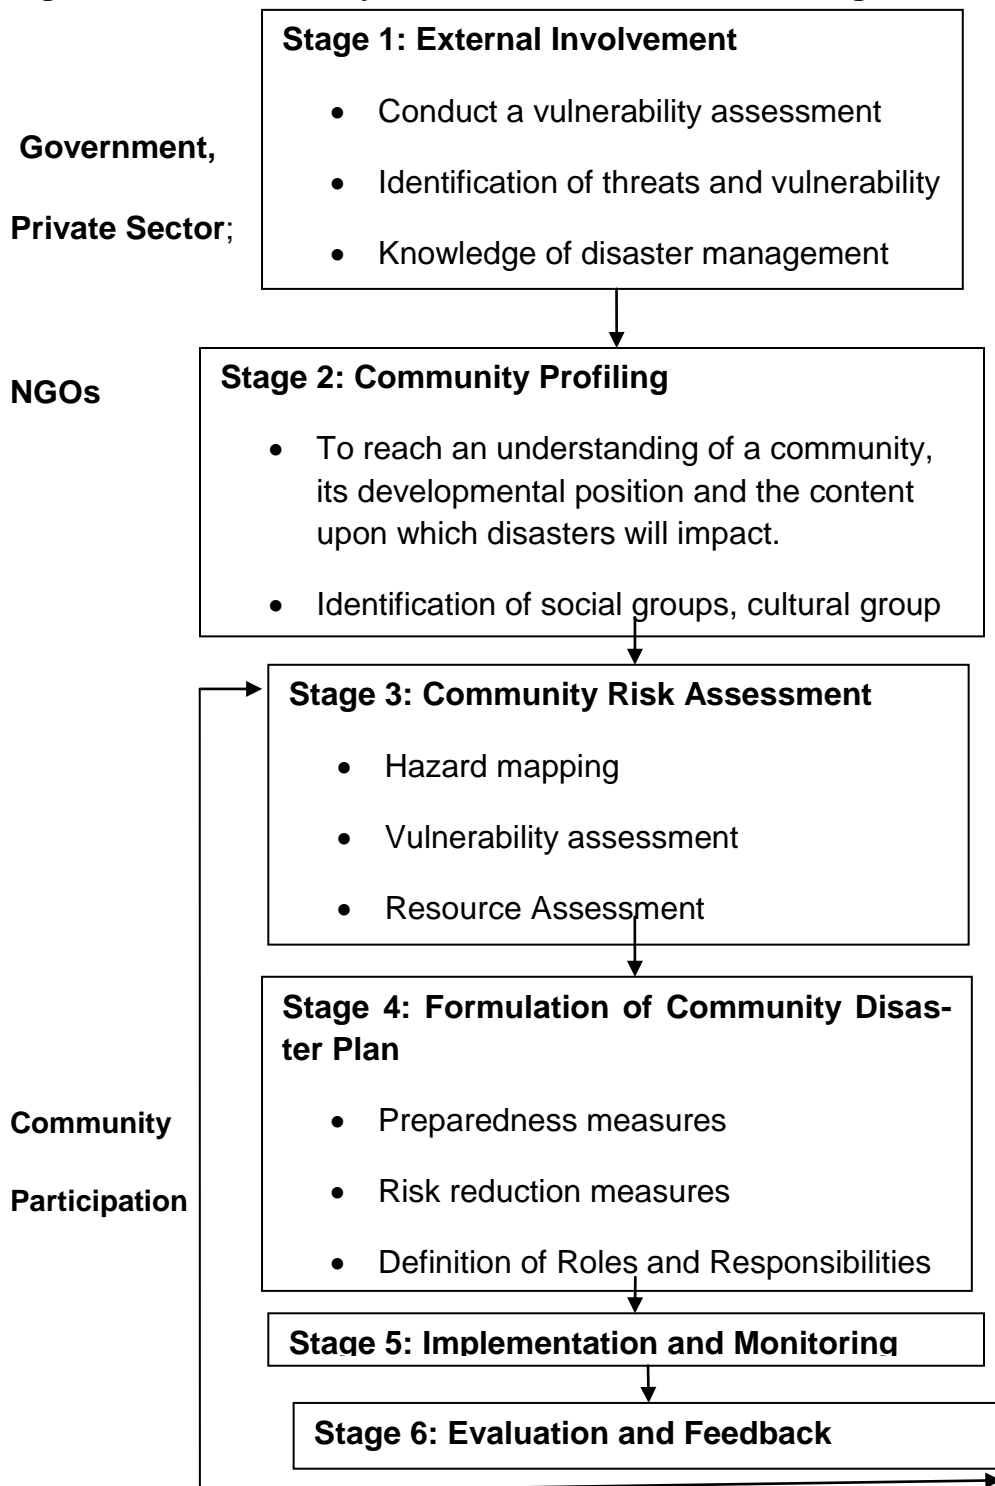 Stage 1: External Involvement
• Conduct a vulnerability assessment
Government,
• Identification of threats and vulnerability
Private Sector;
• Knowledge of disaster management
Stage 2: Community Profiling
NGOs
• To reach an understanding of a community,
its developmental position and the content
upon which disasters will impact.
• Identification of social groups, cultural group
Stage 3: Community Risk Assessment
• Hazard mapping
• Vulnerability assessment
• Resource Assessment
Stage 4: Formulation of Community Disas-
ter Plan
Community
• Preparedness measures
Participation
• Risk reduction measures
• Definition of Roles and Responsibilities
Stage 5: Implementation and Monitoring
Stage 6: Evaluation and Feedback